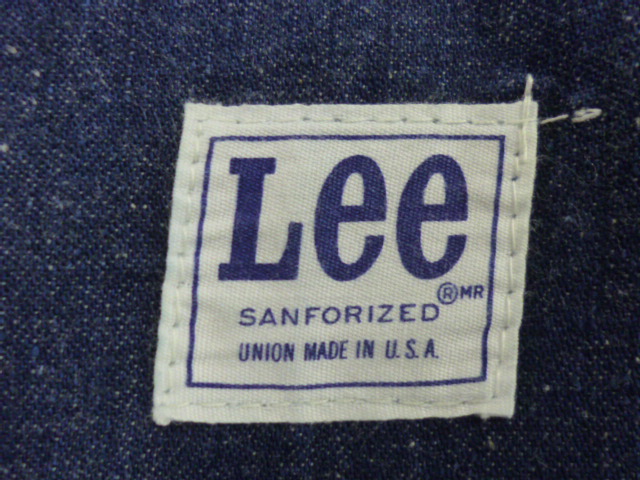 Lee
®MR
SANFORIZED
UNION MADE IN U.S.A.